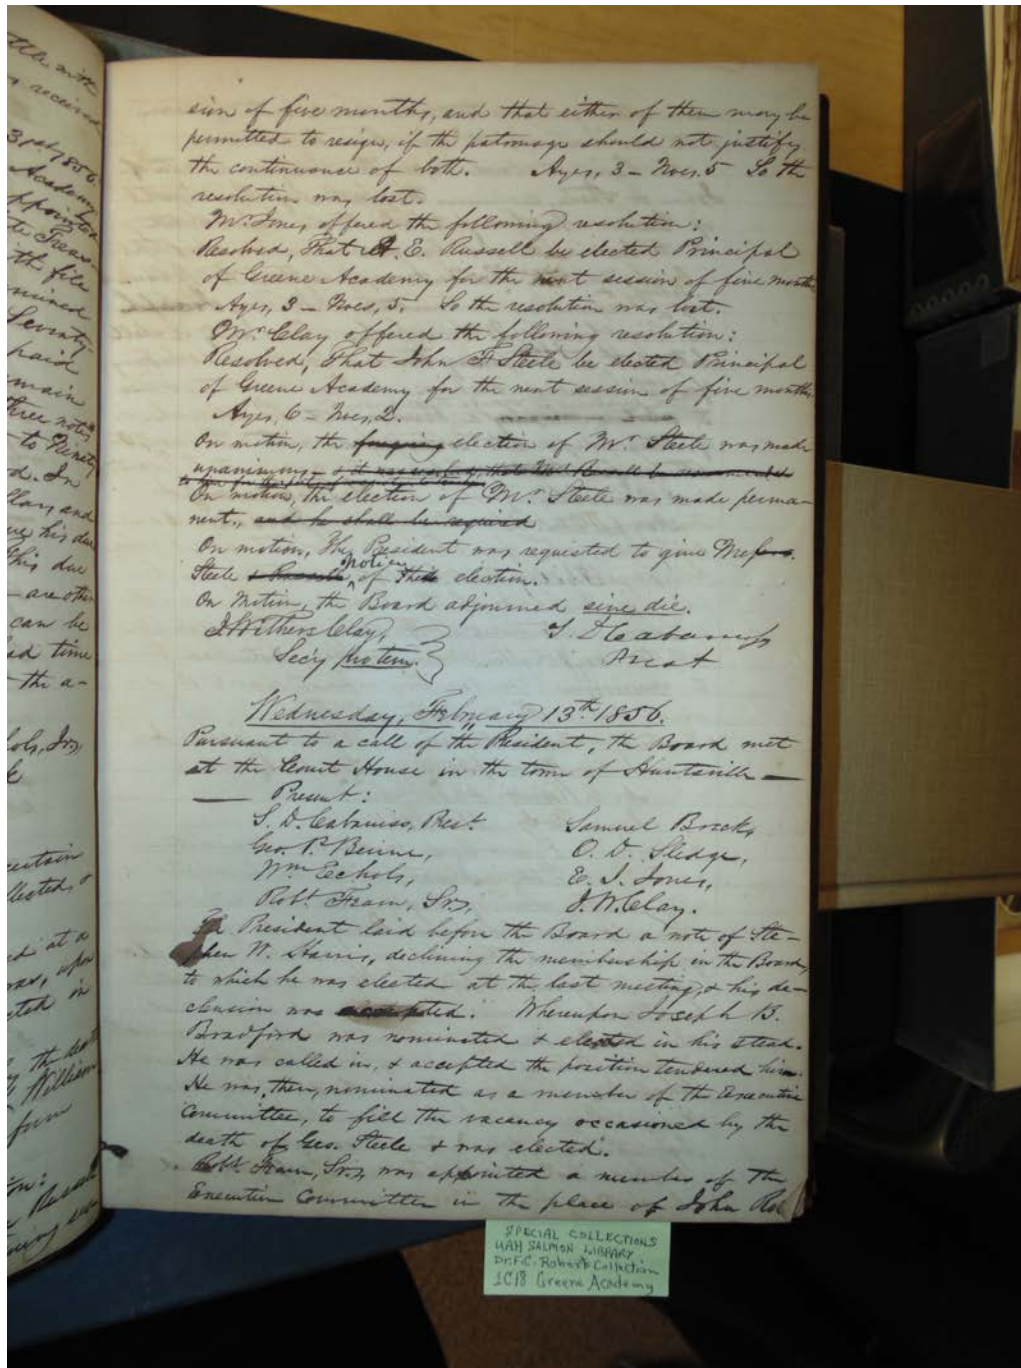 sion of five months, and that either of them may be
permitted to resign, if the patronage should not justify
the continuance of both. Ayes, 3 — Noes, 5 So the
resolution was lost.
Mr. Jones offered the following resolution:
Resolved, That A. E. Russell be elected Principal
of Greene Academy for the next session of five months.
Ayes, 3 — Noes, 5. So the resolution was lost.
Mr. Clay offered the following resolution:
Resolved, That John F. Steele be elected Principal
of Greene Academy for the next session of five months.
Ayes, 6 — Noes, 2.
On motion, the election of Mr. Steele was made
unanimous
On motion, the election of Mr. Steele was made perma-
nent., and he shall be required
On motion, The President was requested to give Messrs.
Steele & Russell, notice of their election.
On Motion, the Board adjourned sine die.
J. Withers Clay, S. D. Cabaniss
Sec'y pro tem. Prest
Wednesday, February 13th. 1856.
Pursuant to a call of the President, the Board met
at the Court House in the town of Huntsville —
— Present:
S. D. Cabaniss, Prest. Samuel Breck,
Geo. P. Beirne, O. D. Sledge,
Wm Echols, E. J. Jones,
Robt. Fearn, Sr., J. W. Clay.
The President laid before the Board a note of Ste-
phen W. Harris, declining the membership in the Board,
to which he was elected at the last meeting, & his de-
clension was accepted. Whereupon Joseph B.
Bradford was nominated & elected in his stead.
He was called in, & accepted the position tendered him.
He was, then, nominated as a member of the Executive
Committee, to fill the vacancy occasioned by the
death of Geo. Steele & was elected.
Robt. Fearn, Sr., was appointed a member of the
Executive Committee in the place of John Rob
SPECIAL COLLECTIONS
UAH SALMON LIBRARY
Dr. F.C. Roberts Collection
1C18 Greene Academy